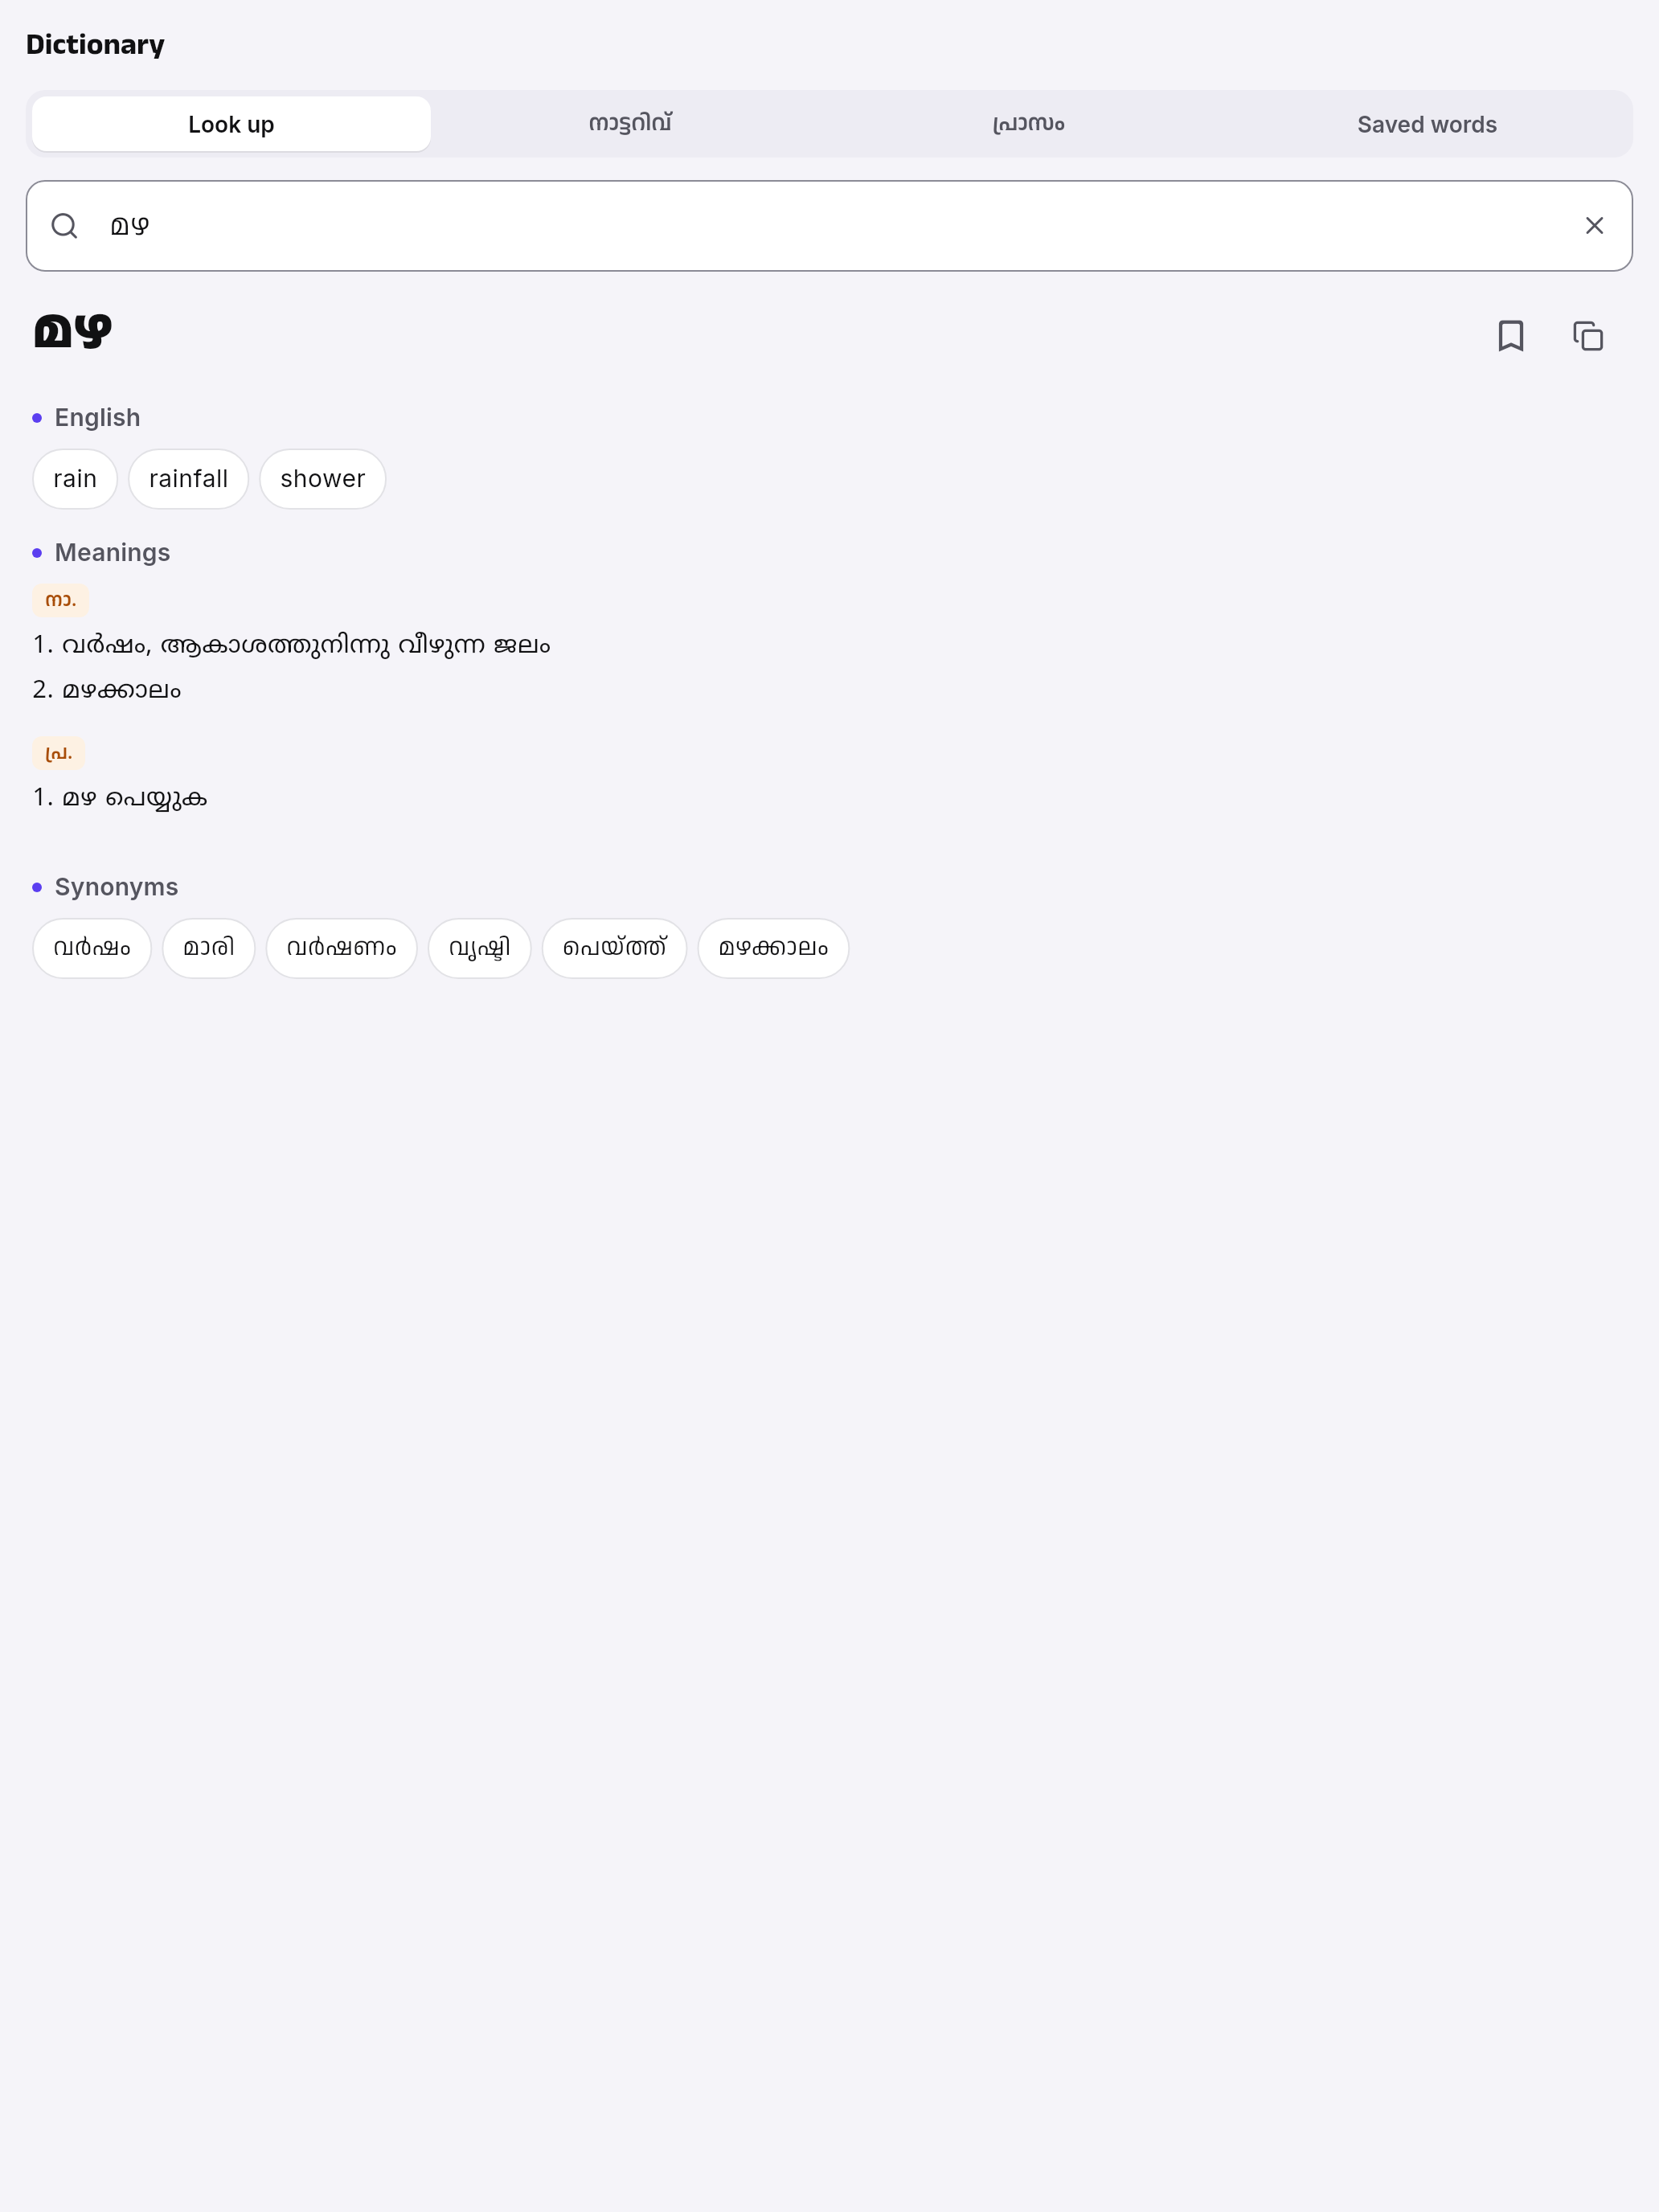 Dictionary
Look up നാട്ടറിവ് പ്രാസം Saved words
മഴ
മഴ
English
rain rainfall shower
Meanings
നാ.
1. വർഷം, ആകാശത്തുനിന്നു വീഴുന്ന ജലം
2. മഴക്കാലം
പ്ര.
1. മഴ പെയ്യുക
Synonyms
വർഷം മാരി വർഷണം വൃഷ്ടി പെയ്ത്ത് മഴക്കാലം